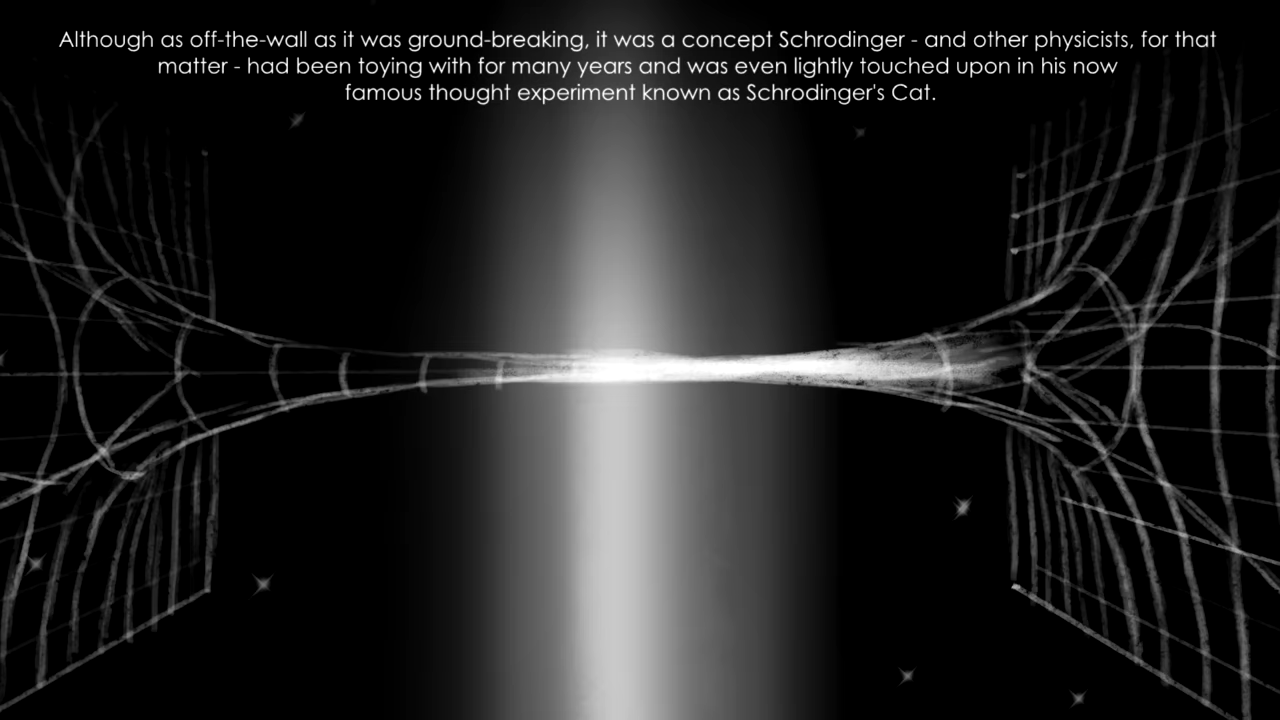 Although as off-the-wall as it was ground-breaking, it was a concept Schrodinger - and other physicists, for that
matter - had been toying with for many years and was even lightly touched upon in his now
famous thought experiment known as Schrodinger's Cat.